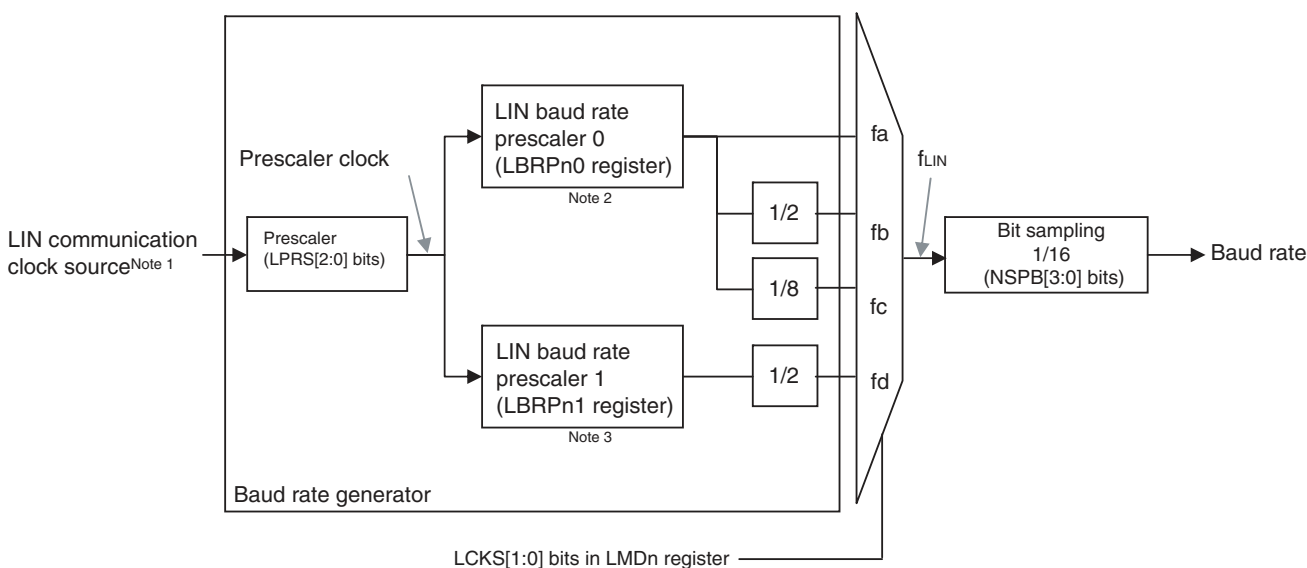 LIN communication
clock source Note 1
Prescaler clock
Prescaler
(LPRS[2:0] bits)
LIN baud rate
prescaler 0
(LBRPn0 register)
Note 2
LIN baud rate
prescaler 1
(LBRPn1 register)
Note 3
1/2
1/8
1/2
fa
fb
fc
fd
fLIN
Bit sampling
1/16
(NSPB[3:0] bits)
Baud rate
Baud rate generator
LCKS[1:0] bits in LMDn register